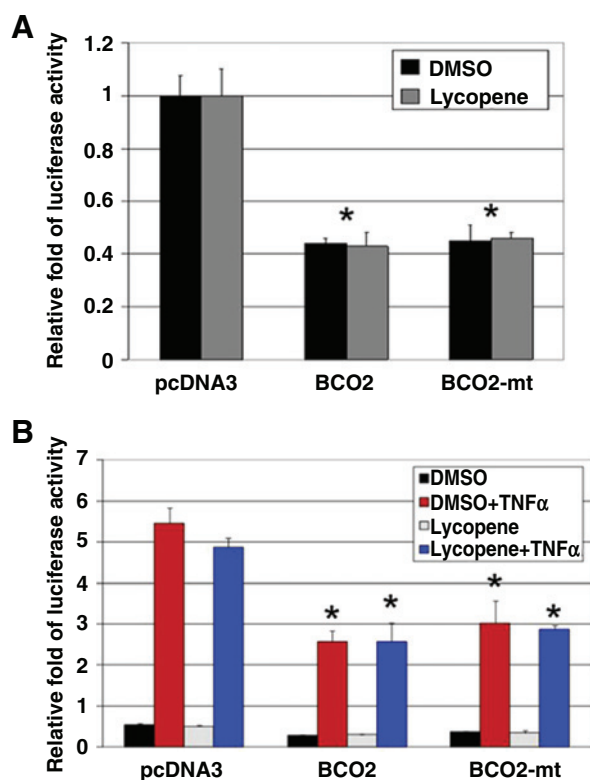 A
Relative fold of luciferase activity
1.2
1
0.8
0.6
0.4
0.2
0
DMSO
Lycopene
*
*
pcDNA3
BCO2
BCO2-mt
B
Relative fold of luciferase activity
7
6
5
4
3
2
1
0
DMSO
DMSO+TNFα
Lycopene
Lycopene+TNFα
*
*
*
*
pcDNA3
BCO2
BCO2-mt